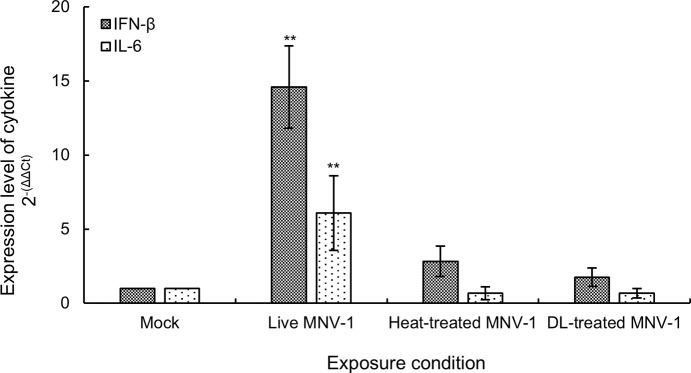 20
15
10
5
0
IFN-β
IL-6
**
**
Expression level of cytokine
2-(ΔΔCt)
Mock
Live MNV-1
Heat-treated MNV-1
DL-treated MNV-1
Exposure condition